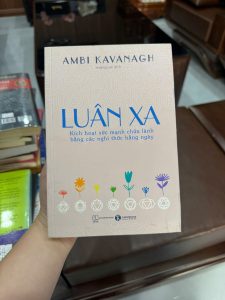 AMBI KAVANAGH
LUÂN XA
Kích hoạt sức mạnh chữa lành
bằng các nghi thức hằng ngày